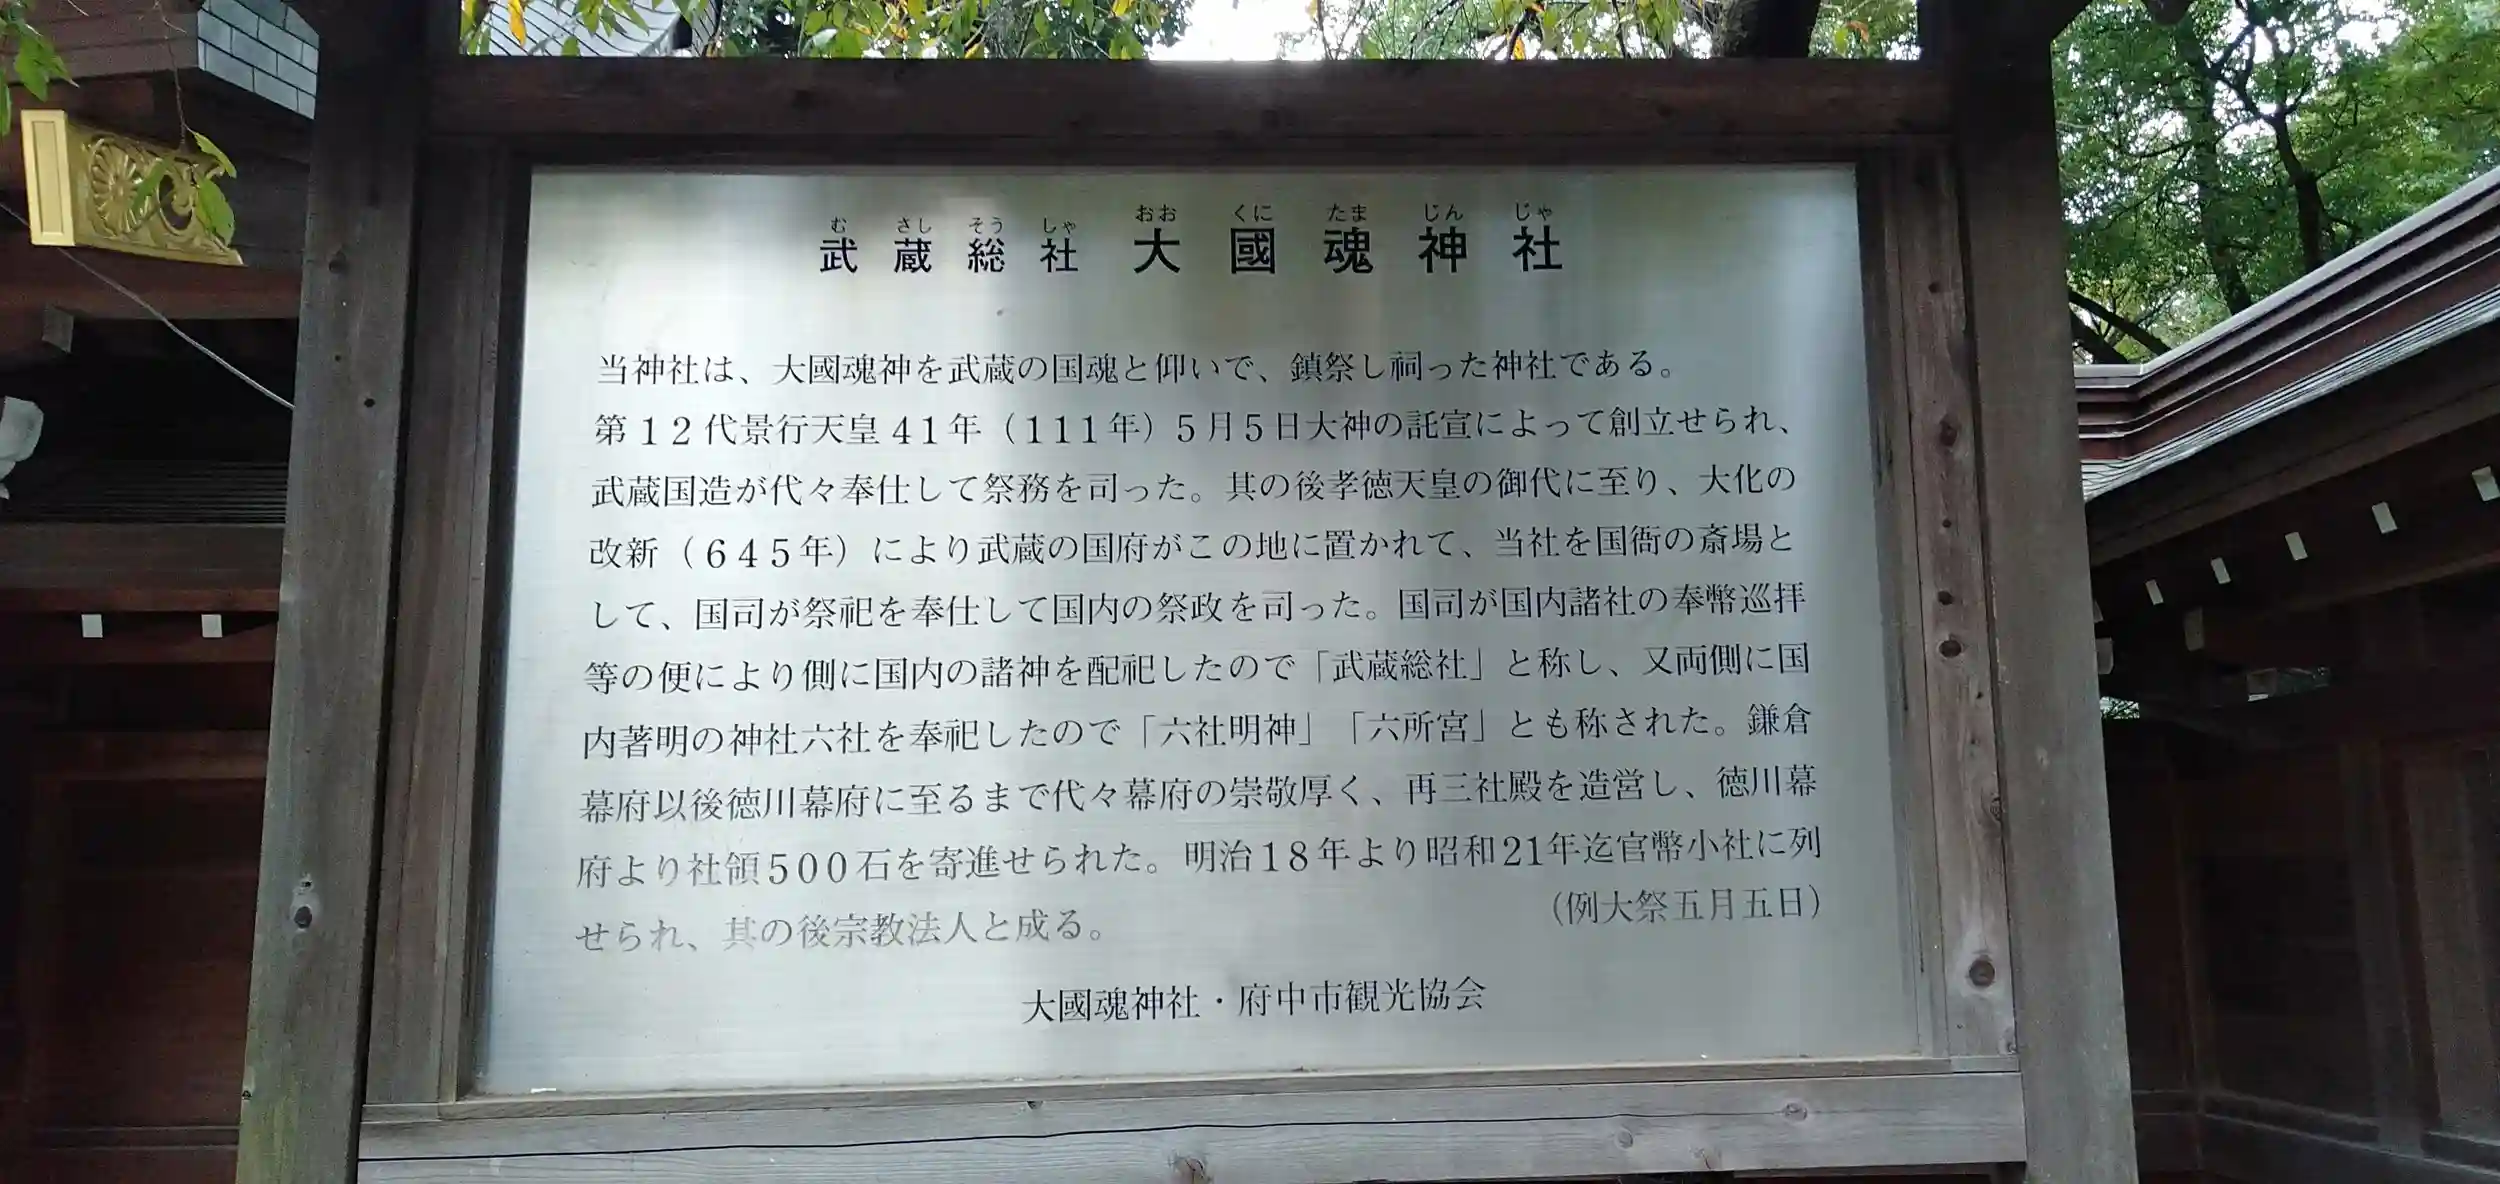 む さし そう しゃ おお くに たま じん じゃ
武蔵総社 大國魂神社
当神社は、大國魂神を武蔵の国魂と仰いで、鎮祭し祠った神社である。
第12代景行天皇41年（111年）5月5日大神の託宣によって創立せられ、
武蔵国造が代々奉仕して祭務を司った。其の後孝徳天皇の御代に至り、大化の
改新（645年）により武蔵の国府がこの地に置かれて、当社を国衙の斎場と
して、国司が祭祀を奉仕して国内の祭政を司った。国司が国内諸社の奉幣巡拝
等の便により側に国内の諸神を配祀したので「武蔵総社」と称し、又両側に国
内著明の神社六社を奉祀したので「六社明神」「六所宮」とも称された。鎌倉
幕府以後徳川幕府に至るまで代々幕府の崇敬厚く、再三社殿を造営し、徳川幕
府より社領500石を寄進せられた。明治18年より昭和21年迄官幣小社に列
せられ、其の後宗教法人と成る。
（例大祭五月五日）
大國魂神社・府中市観光協会